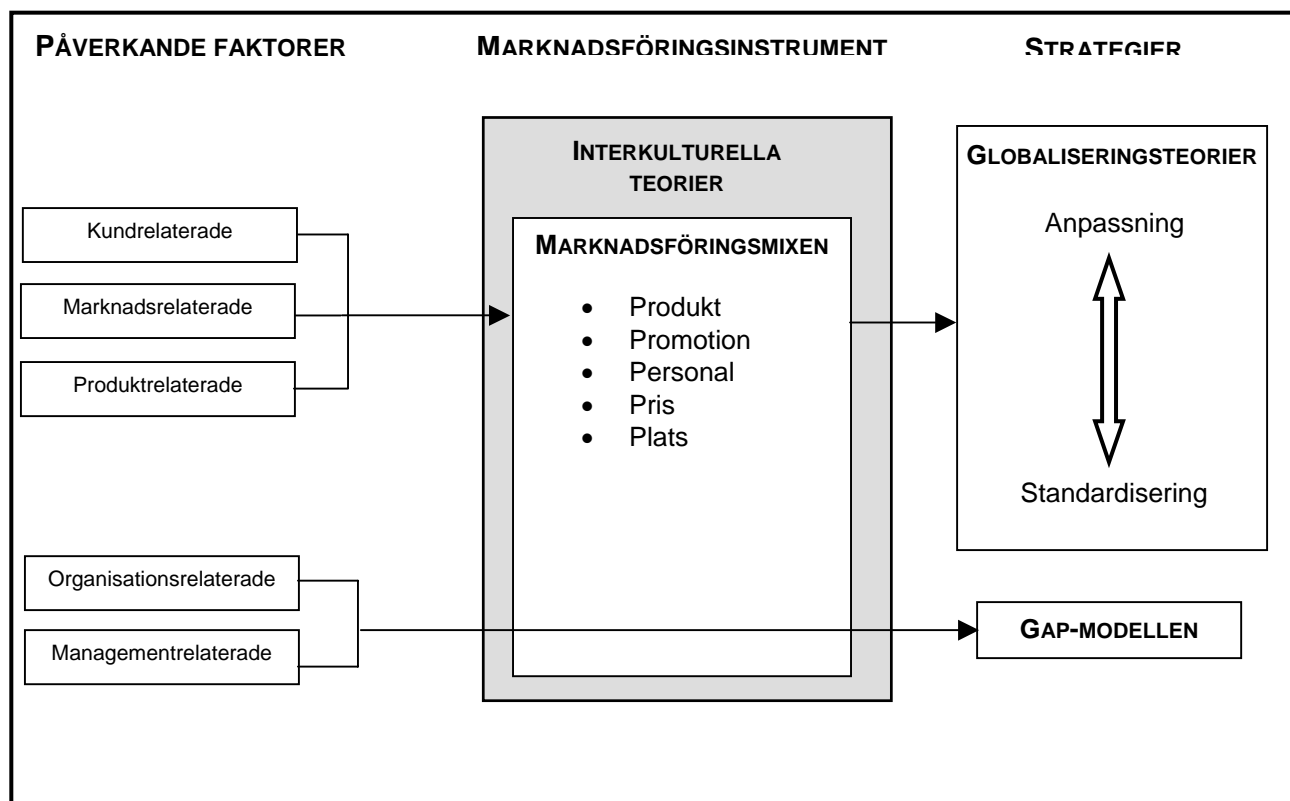 PÅVERKANDE FAKTORER
MARKNADSFÖRINGSINSTRUMENT
STRATEGIER
Kundrelaterade
Marknadsrelaterade
Produktrelaterade
Organisationsrelaterade
Managementrelaterade
INTERKULTURELLA
TEORIER
MARKNADSFÖRINGSMIXEN
• Produkt
• Promotion
• Personal
• Pris
• Plats
GLOBALISERINGSTEORIER
Anpassning
Standardisering
GAP-MODELLEN